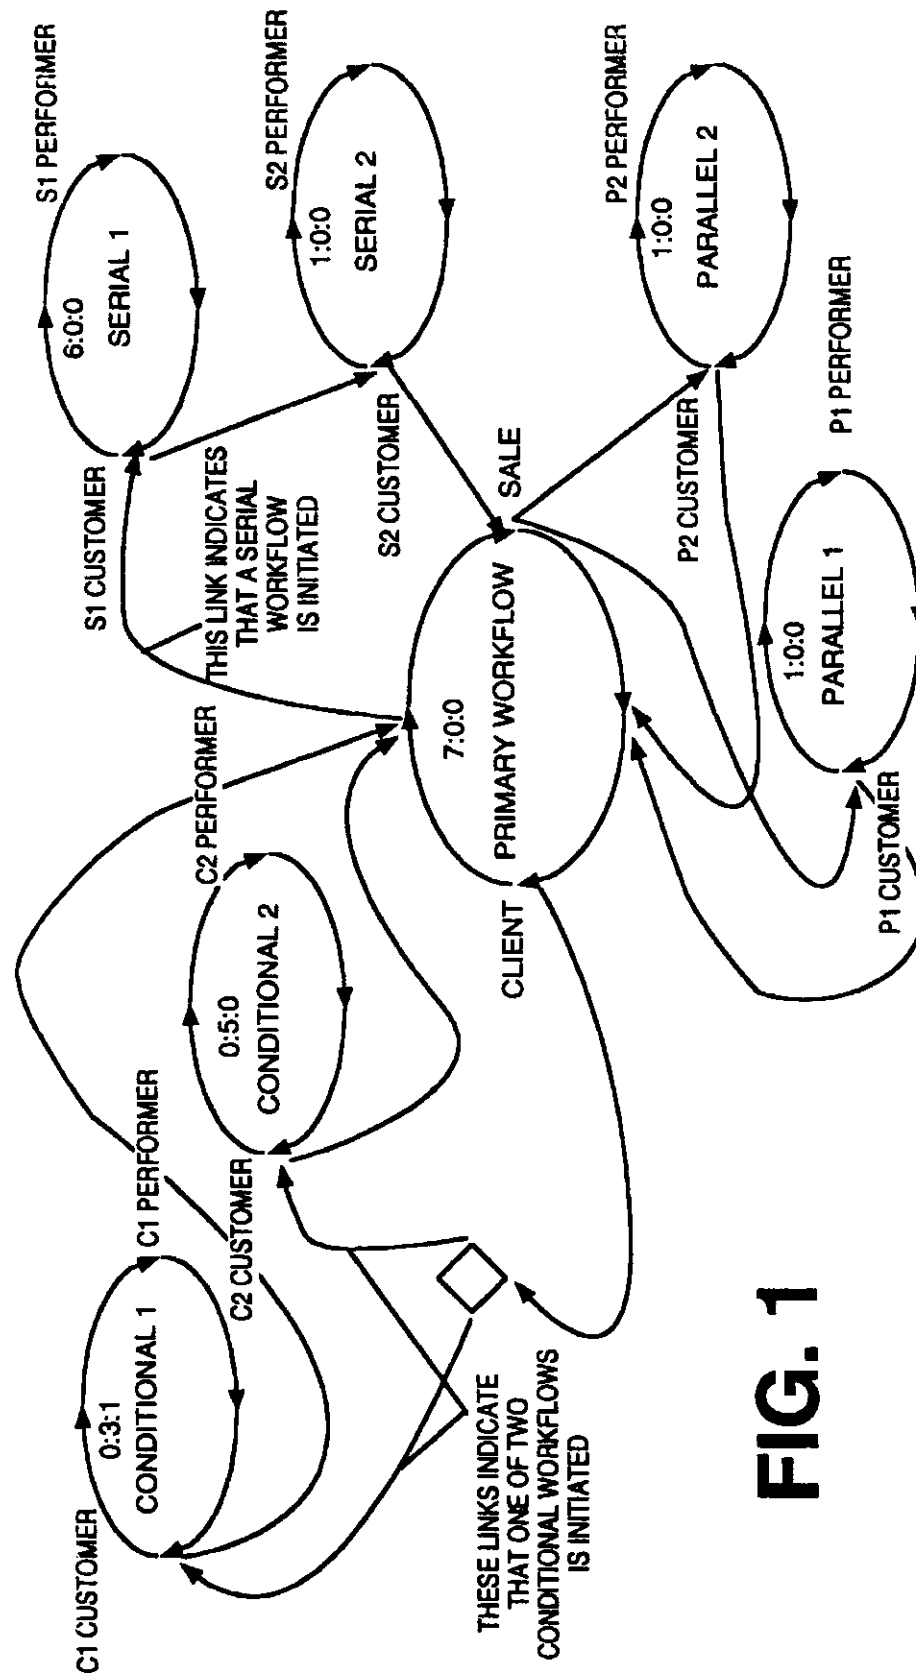 S1 PERFORMER
6:0:0
SERIAL 1
S1 CUSTOMER
S2 PERFORMER
1:0:0
SERIAL 2
S2 CUSTOMER
THIS LINK INDICATES
THAT A SERIAL
WORKFLOW
IS INITIATED
C1 CUSTOMER
0:3:1
CONDITIONAL 1
C1 PERFORMER
C2 CUSTOMER
0:5:0
CONDITIONAL 2
C2 PERFORMER
CLIENT
7:0:0
PRIMARY WORKFLOW
SALE
P2 PERFORMER
1:0:0
PARALLEL 2
P2 CUSTOMER
P1 PERFORMER
1:0:0
PARALLEL 1
P1 CUSTOMER
THESE LINKS INDICATE
THAT ONE OF TWO
CONDITIONAL WORKFLOWS
IS INITIATED
FIG. 1